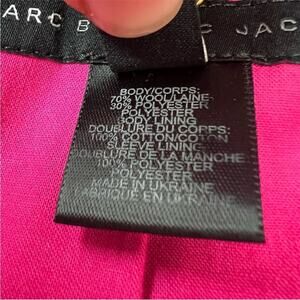 ARC B C JAC
BODY/CORPS:
70% WOOL/LAINE
30% POLYESTER
POLYESTER
BODY LINING
DOUBLURE DU CORPS:
100% COTTON/COTON
SLEEVE LINING
DOUBLURE DE LA MANCHE
100% POLYESTER
POLYESTER
MADE IN UKRAINE
FABRIQUE EN UKRAINE